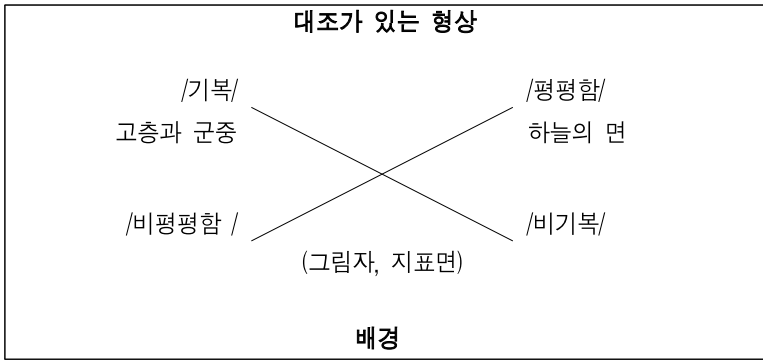 대조가 있는 형상
/기복/ /평평함/
고층과 군중 하늘의 면
/비평평함 / /비기복/
(그림자, 지표면)
배경